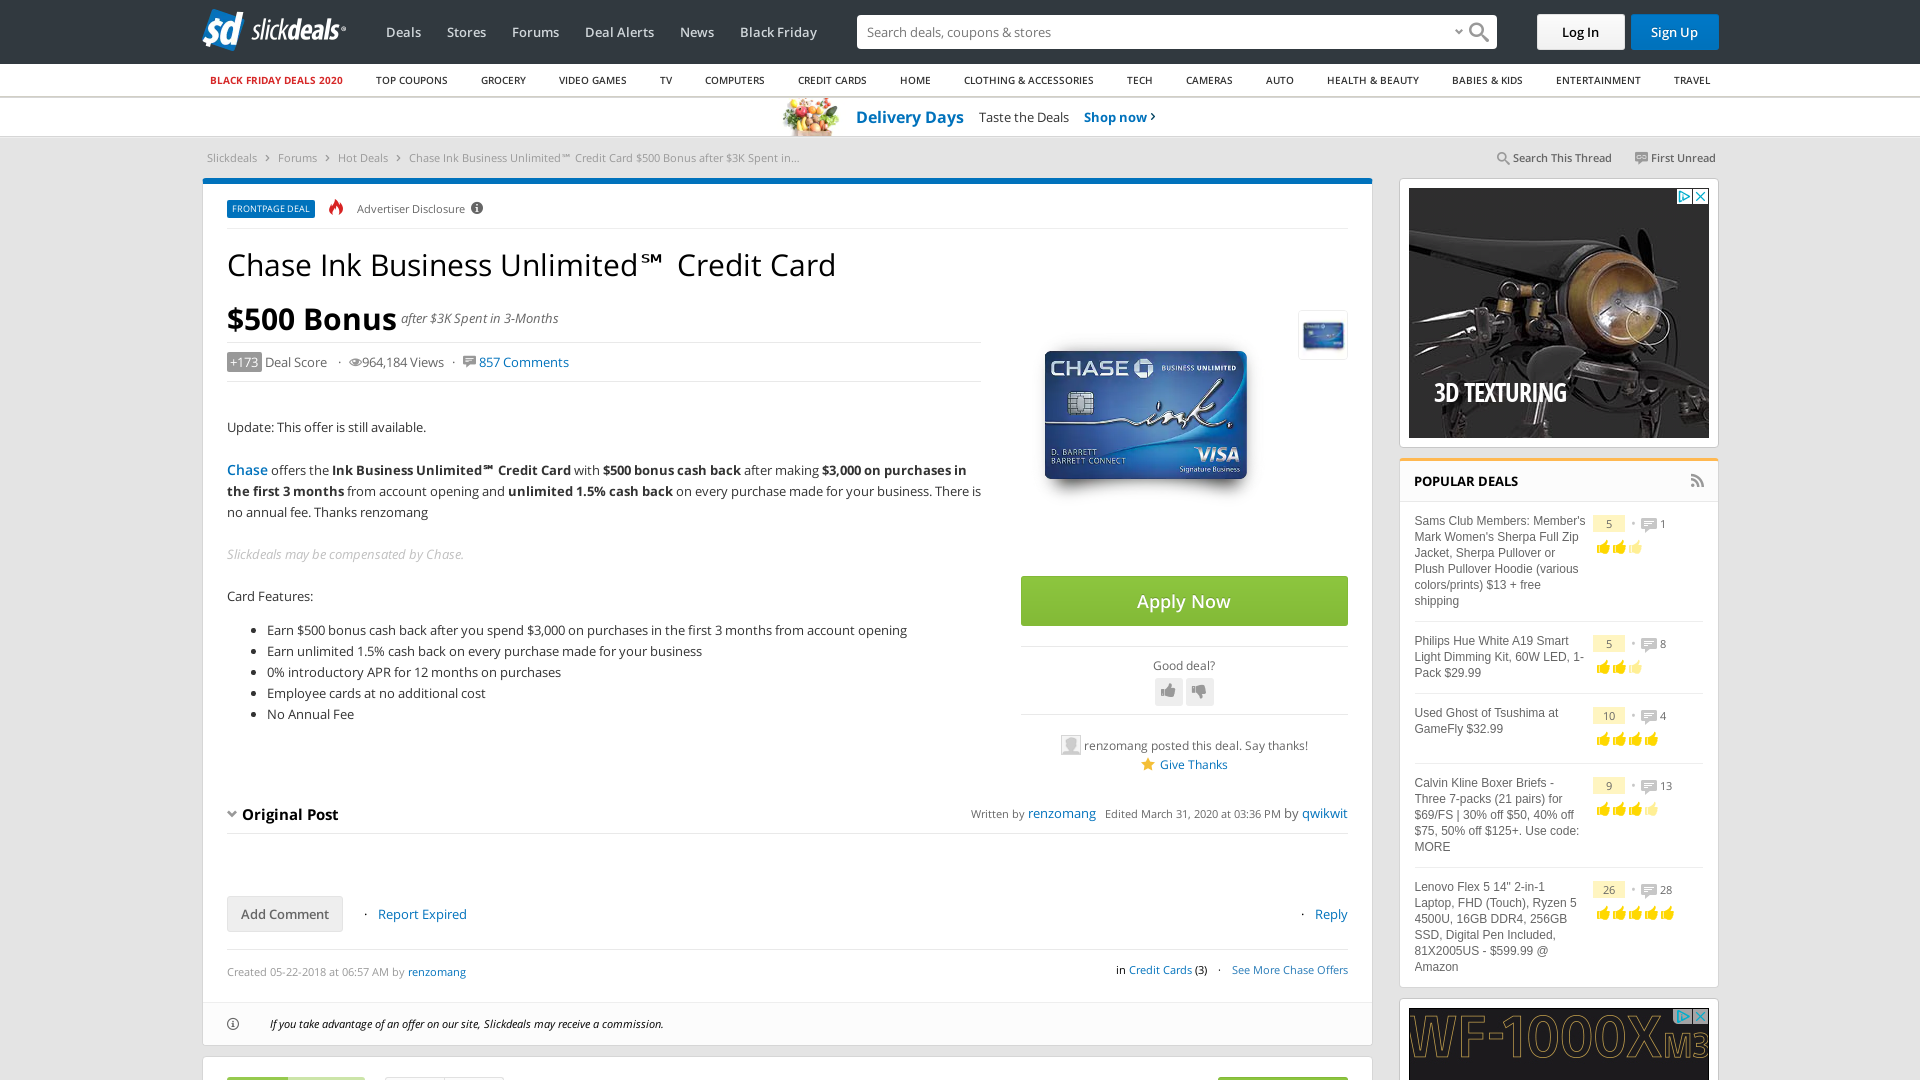 slickdeals
Deals Stores Forums Deal Alerts News Black Friday
Search deals, coupons & shops
Log In
Sign Up
BLACK FRIDAY DEALS 2020 TOP COUPONS GROCERY VIDEO GAMES TV COMPUTERS CREDIT CARDS HOME CLOTHING & ACCESSORIES TECH CAMERAS AUTO HEALTH & BEAUTY BABIES & KIDS ENTERTAINMENT TRAVEL
Delivery Days Taste the Deals Shop now
Slickdeals › Forums › Hot Deals › Chase Ink Business Unlimited℠ Credit Card $500 Bonus after $3K Spent in...
Search This Thread First Unread
FRONTPAGE DEAL Advertiser Disclosure
Chase Ink Business Unlimited℠ Credit Card
$500 Bonus after $3K Spent in 3-Months
+173 Deal Score · 964,184 Views · 857 Comments
Update: This offer is still available.
Chase offers the Ink Business Unlimited℠ Credit Card with $500 bonus cash back after making $3,000 on purchases in
the first 3 months from account opening and unlimited 1.5% cash back on every purchase made for your business. There is
no annual fee. Thanks renzomang
Slickdeals may be compensated by Chase.
Card Features:
Earn $500 bonus cash back after you spend $3,000 on purchases in the first 3 months from account opening
Earn unlimited 1.5% cash back on every purchase made for your business
0% introductory APR for 12 months on purchases
Employee cards at no additional cost
No Annual Fee
CHASE BUSINESS UNLIMITED
ink.
D. BARRETT
BARRETT CONNECT
VISA
Signature Business
Apply Now
Good deal?
renzomang posted this deal. Say thanks!
Give Thanks
Original Post
Written by renzomang Edited March 31, 2020 at 03:36 PM by qwikwit
Add Comment · Report Expired
· Reply
Created 05-22-2018 at 06:57 AM by renzomang
in Credit Cards (3) · See More Chase Offers
If you take advantage of an offer on our site, Slickdeals may receive a commission.
3D TEXTURING
POPULAR DEALS
Sams Club Members: Member's
Mark Women's Sherpa Full Zip
Jacket, Sherpa Pullover or
Plush Pullover Hoodie (various
colors/prints) $13 + free
shipping
5 • 1
Philips Hue White A19 Smart
Light Dimming Kit, 60W LED, 1-
Pack $29.99
5 • 8
Used Ghost of Tsushima at
GameFly $32.99
10 • 4
Calvin Kline Boxer Briefs -
Three 7-packs (21 pairs) for
$69/FS | 30% off $50, 40% off
$75, 50% off $125+. Use code:
MORE
9 • 13
Lenovo Flex 5 14" 2-in-1
Laptop, FHD (Touch), Ryzen 5
4500U, 16GB DDR4, 256GB
SSD, Digital Pen Included,
81X2005US - $599.99 @
Amazon
26 • 28
WF-1000XM3